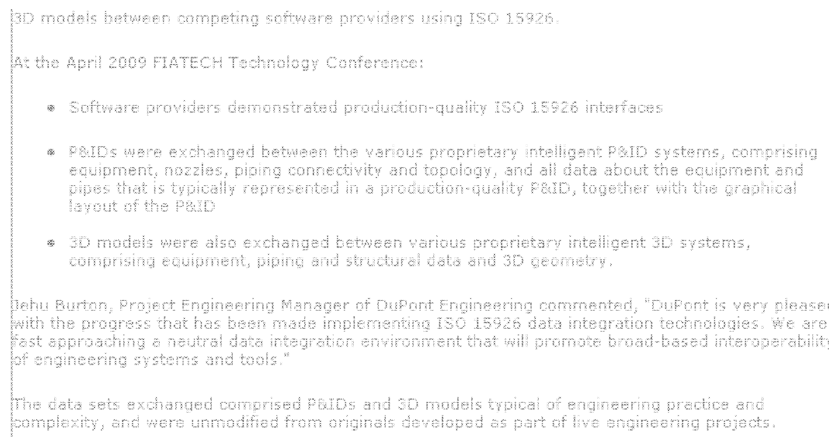 3D models between competing software providers using ISO 15926.
At the April 2009 FIATECH Technology Conference:
• Software providers demonstrated production-quality ISO 15926 interfaces
• P&IDs were exchanged between the various proprietary intelligent P&ID systems, comprising
equipment, nozzles, piping connectivity and topology, and all data about the equipment and
pipes that is typically represented in a production-quality P&ID, together with the graphical
layout of the P&ID
• 3D models were also exchanged between various proprietary intelligent 3D systems,
comprising equipment, piping and structural data and 3D geometry.
Jehu Burton, Project Engineering Manager of DuPont Engineering commented, "DuPont is very pleased
with the progress that has been made implementing ISO 15926 data integration technologies. We are
fast approaching a neutral data integration environment that will promote broad-based interoperability
of engineering systems and tools."
The data sets exchanged comprised P&IDs and 3D models typical of engineering practice and
complexity, and were unmodified from originals developed as part of live engineering projects.